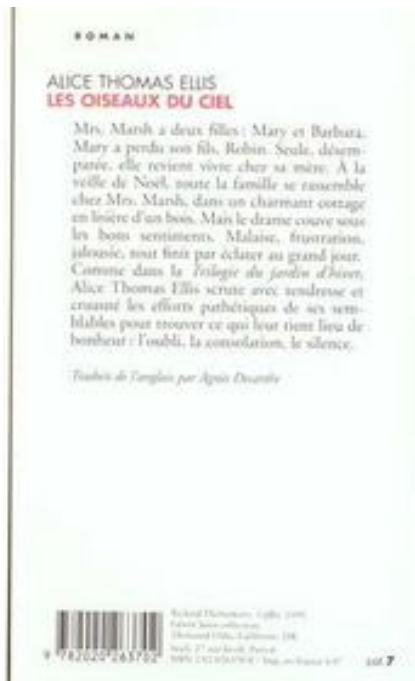 ROMAN
ALICE THOMAS ELLIS
LES OISEAUX DU CIEL
Mrs. Marsh a deux filles : Mary et Barbara.
Mary a perdu son fils, Robin. Seule, désem-
parée, elle revient vivre chez sa mère. À la
veille de Noël, toute la famille se rassemble
chez Mrs. Marsh, dans un charmant cottage
en lisière d'un bois. Mais le drame couve sous
les bons sentiments. Malaise, frustration,
jalousie, tout finit par éclater au grand jour.
Comme dans la Trilogie du jardin d'hiver,
Alice Thomas Ellis scrute avec tendresse et
cruauté les efforts pathétiques de ses sem-
blables pour trouver ce qui leur tient lieu de
bonheur : l'oubli, la consolation, le silence.
Traduit de l'anglais par Agnès Desarthe
9 782020 263702
cat. 7